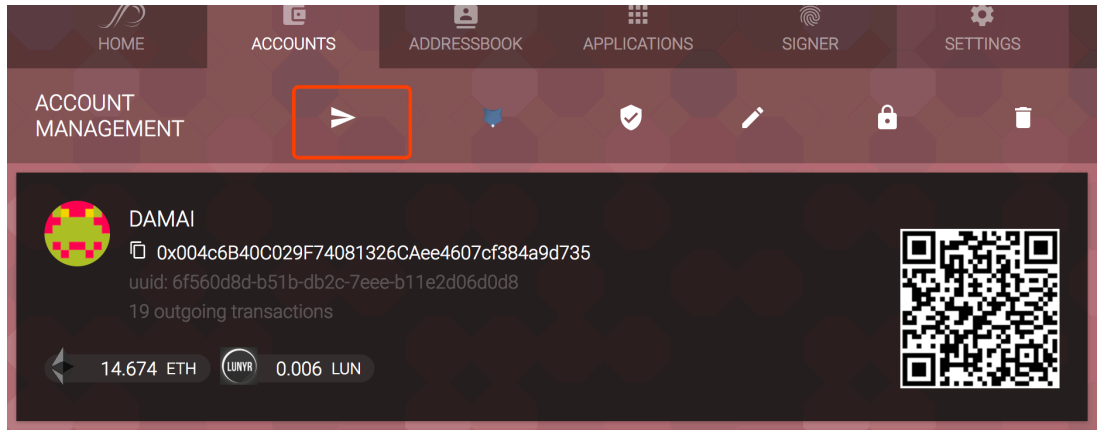 HOME
ACCOUNTS
ADDRESSBOOK
APPLICATIONS
SIGNER
SETTINGS
ACCOUNT
MANAGEMENT
DAMAI
0x004c6B40C029F74081326CAee4607cf384a9d735
uuid: 6f560d8d-b51b-db2c-7eee-b11e2d06d0d8
19 outgoing transactions
14.674 ETH
LUNYR
0.006 LUN